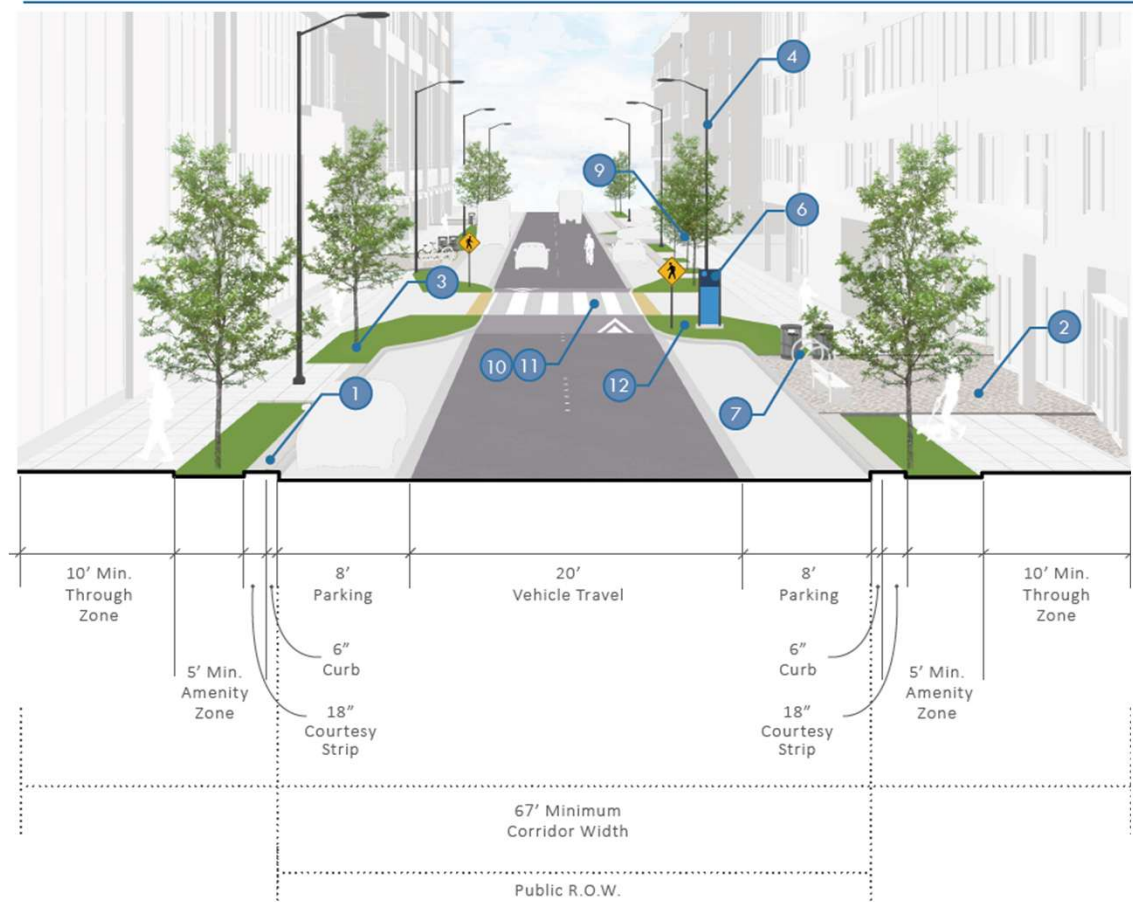 4
9
6
3
2
10 11
1
12
7
10' Min.
Through
Zone
8'
Parking
20'
Vehicle Travel
8'
Parking
10' Min.
Through
Zone
6"
Curb
6"
Curb
5' Min.
Amenity
Zone
5' Min.
Amenity
Zone
18"
Courtesy
Strip
18"
Courtesy
Strip
67' Minimum
Corridor Width
Public R.O.W.